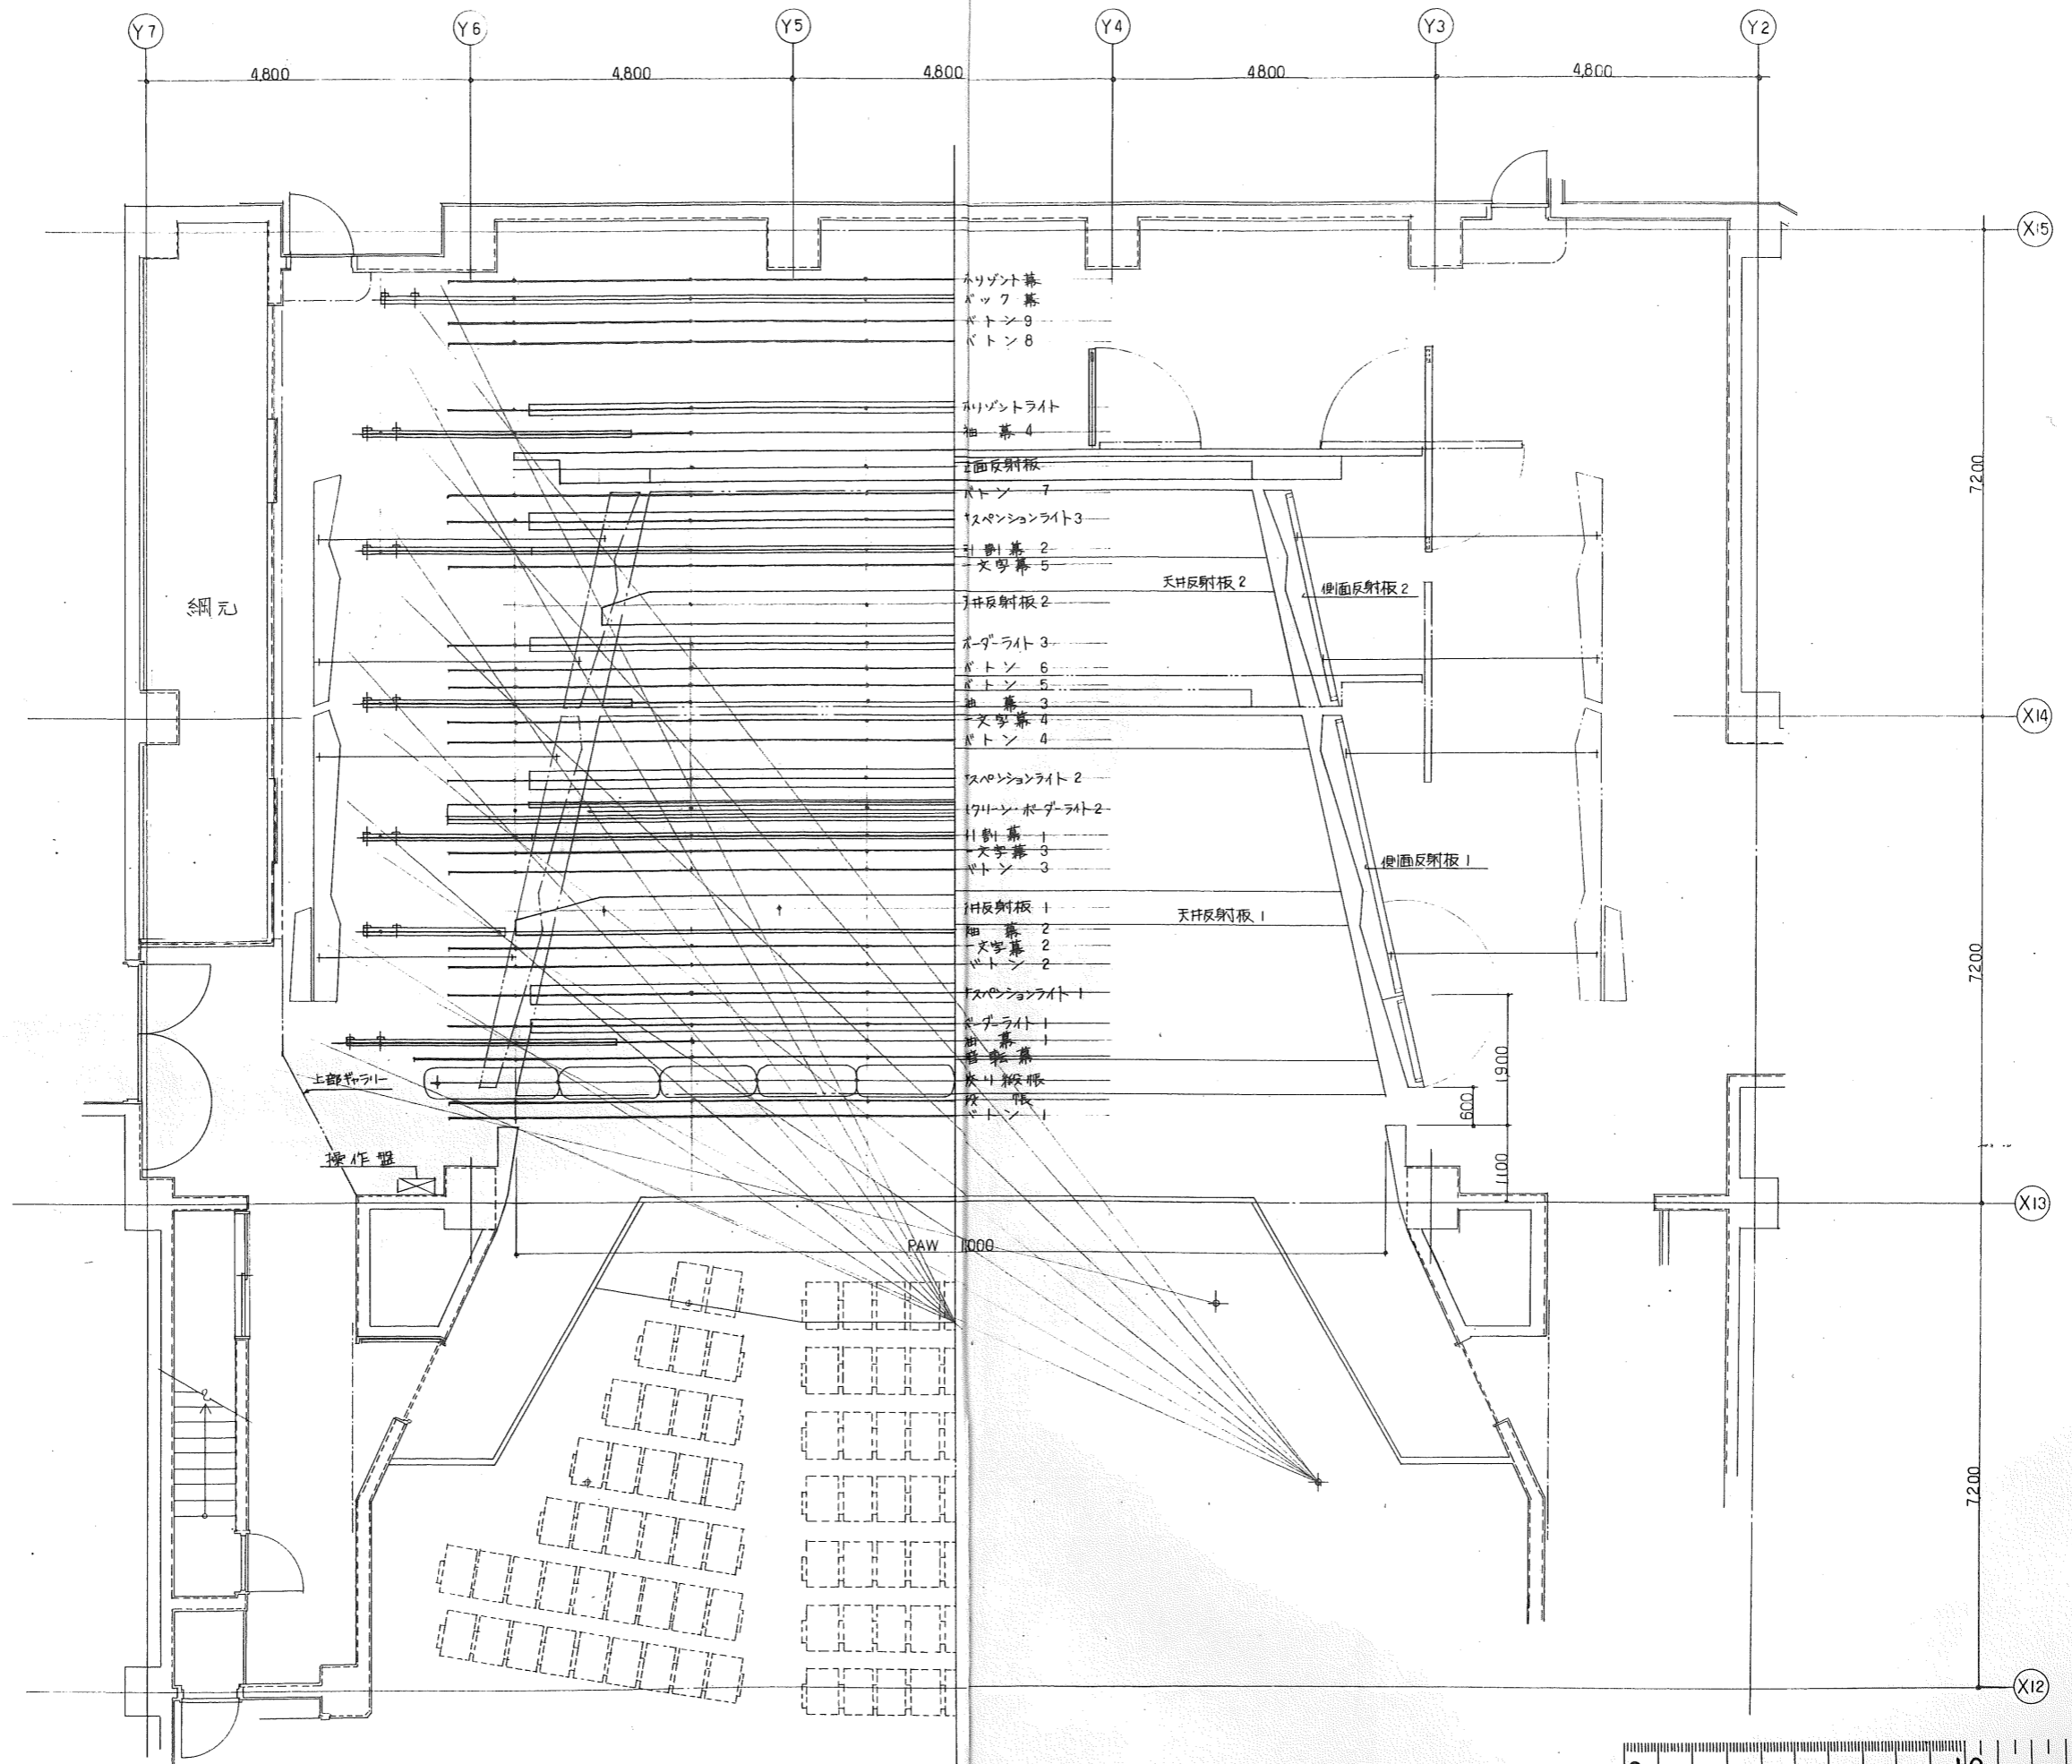 Y7 Y6 Y5 Y4 Y3 Y2
4,800 4,800 4,800 4800 4,800
X15
ホリゾント幕
バック幕
バトン 9
バトン 8
ホリゾントライト
袖幕 4
正面反射板
バトン 7
サスペンションライト3
引割幕 2
一文字幕 5
天井反射板 2
側面反射板 2
天井反射板2
綱元
7200
ボーダーライト 3
バトン 6
バトン 5
袖幕 3
一文字幕 4
X14
バトン 4
サスペンションライト 2
スクリーン・ボーダーライト2
引割幕 1
一文字幕 3
側面反射板 1
バトン 3
天井反射板 1
天井反射板 1
袖幕 2
一文字幕 2
バトン 2
7200
サスペンションライト 1
ボーダーライト 1
袖幕 1
暗転幕
1,900
上部ギャラリー
絞り緞帳
緞帳
バトン 1
600
操作盤
1,100
X13
PAW
7,200
X12